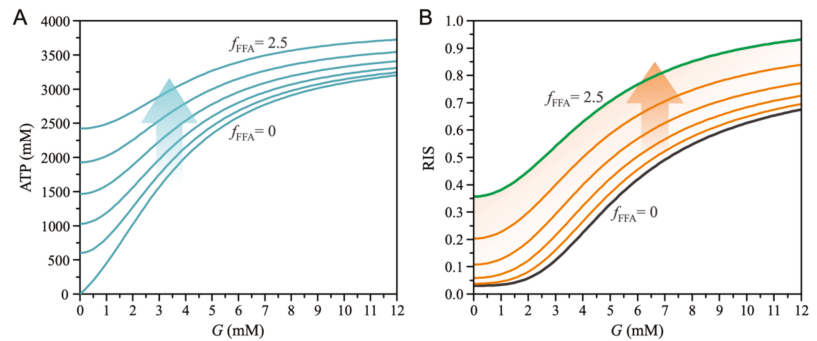 A
4000
3500
3000
2500
2000
1500
1000
500
0
ATP (mM)
fFFA= 2.5
fFFA= 0
0 1 2 3 4 5 6 7 8 9 10 11 12
G (mM)
B
1.0
0.9
0.8
0.7
0.6
0.5
0.4
0.3
0.2
0.1
0.0
RIS
fFFA= 2.5
fFFA= 0
0 1 2 3 4 5 6 7 8 9 10 11 12
G (mM)